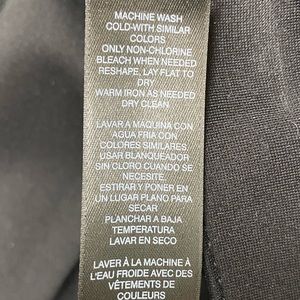 MACHINE WASH
COLD-WITH SIMILAR
COLORS
ONLY NON-CHLORINE
BLEACH WHEN NEEDED
RESHAPE, LAY FLAT TO
DRY
WARM IRON AS NEEDED
DRY CLEAN
LAVAR A MAQUINA CON
AGUA FRIA CON
COLORES SIMILARES.
USAR BLANQUEADOR
SIN CLORO CUANDO SE
NECESITE.
ESTIRAR Y PONER EN
UN LUGAR PLANO PARA
SECAR
PLANCHAR A BAJA
TEMPERATURA
LAVAR EN SECO
LAVER À LA MACHINE À
L'EAU FROIDE AVEC DES
VÊTEMENTS DE
COULEURS